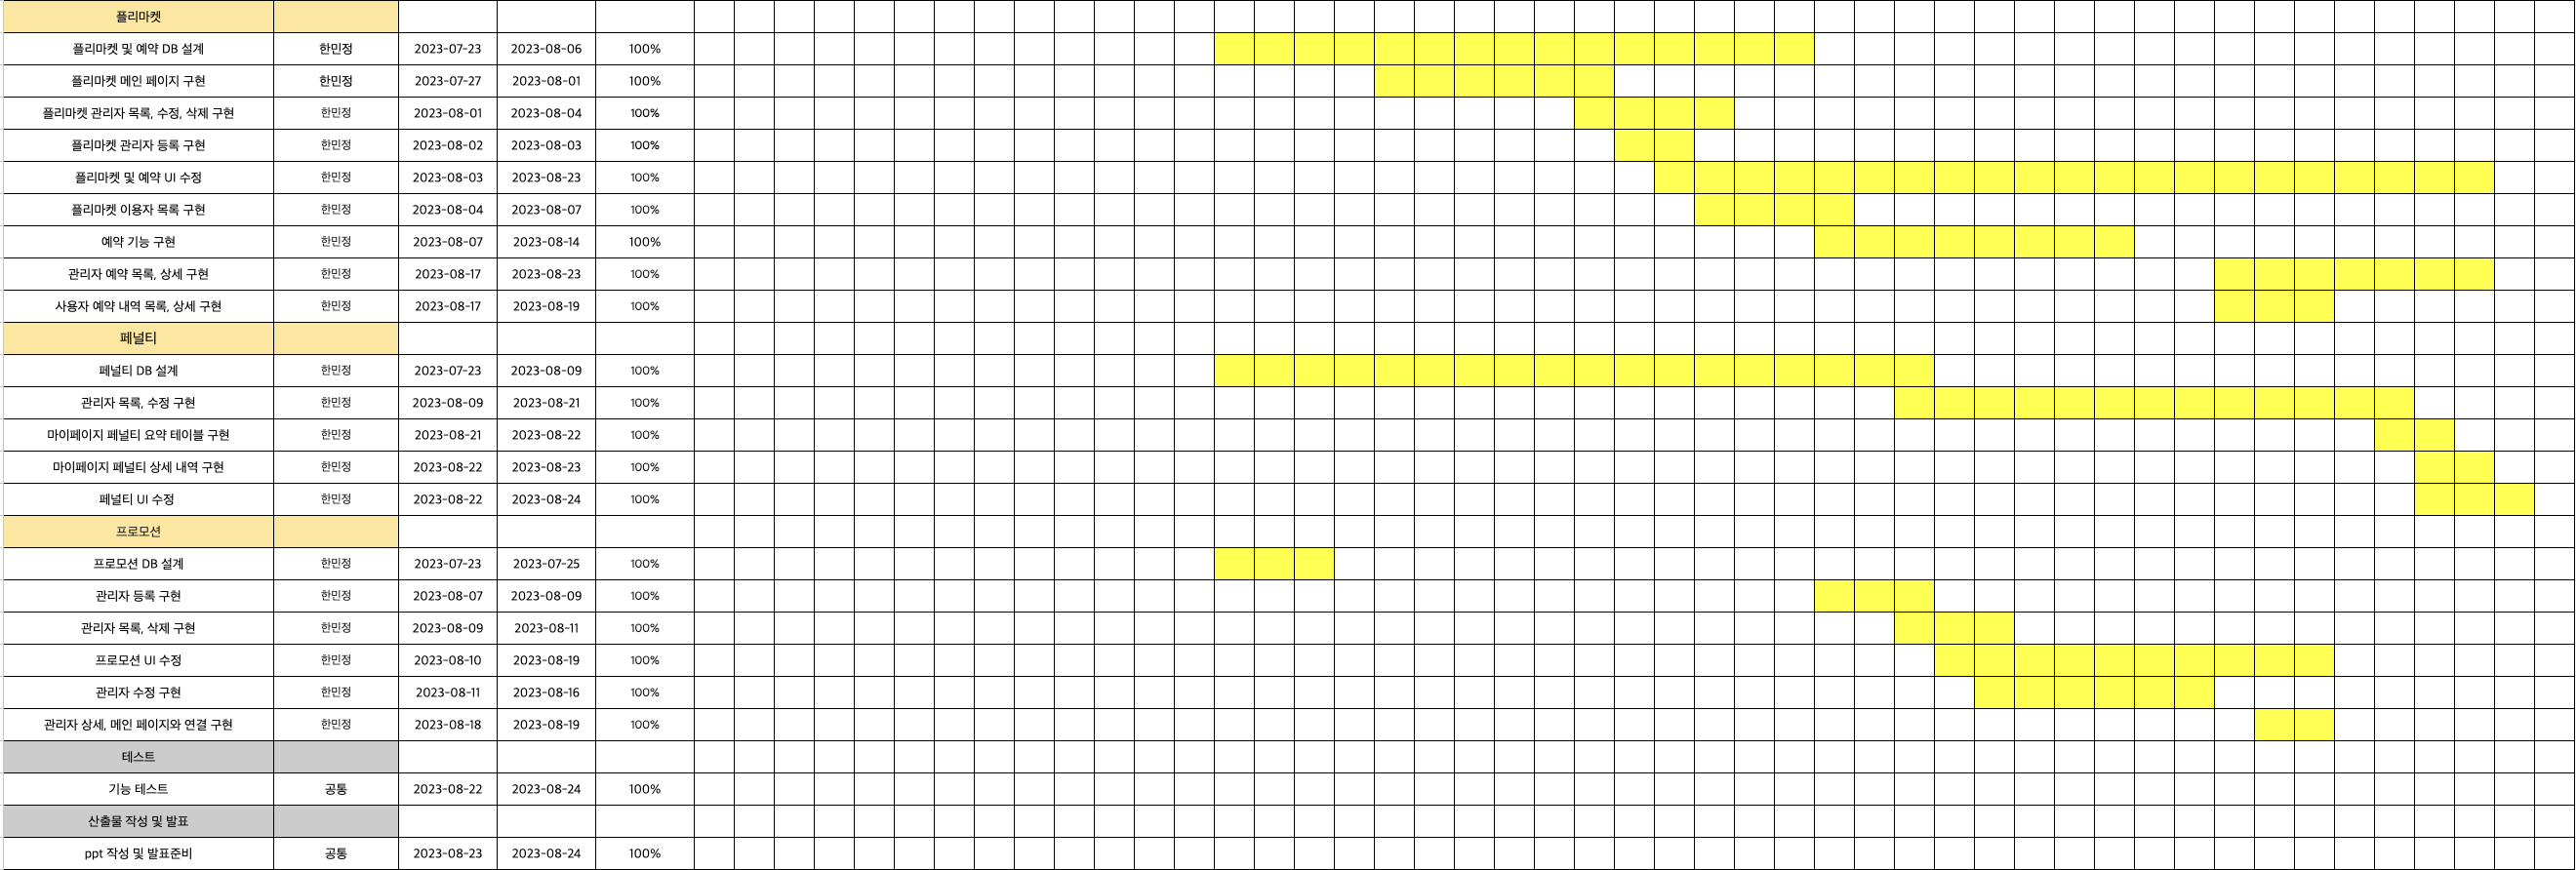 플리마켓
플리마켓 및 예약 DB 설계 한민정 2023-07-23 2023-08-06 100%
플리마켓 메인 페이지 구현 한민정 2023-07-27 2023-08-01 100%
플리마켓 관리자 목록, 수정, 삭제 구현 한민정 2023-08-01 2023-08-04 100%
플리마켓 관리자 등록 구현 한민정 2023-08-02 2023-08-03 100%
플리마켓 및 예약 UI 수정 한민정 2023-08-03 2023-08-23 100%
플리마켓 이용자 목록 구현 한민정 2023-08-04 2023-08-07 100%
예약 기능 구현 한민정 2023-08-07 2023-08-14 100%
관리자 예약 목록, 상세 구현 한민정 2023-08-17 2023-08-23 100%
사용자 예약 내역 목록, 상세 구현 한민정 2023-08-17 2023-08-19 100%
페널티
페널티 DB 설계 한민정 2023-07-23 2023-08-09 100%
관리자 목록, 수정 구현 한민정 2023-08-09 2023-08-21 100%
마이페이지 페널티 요약 테이블 구현 한민정 2023-08-21 2023-08-22 100%
마이페이지 페널티 상세 내역 구현 한민정 2023-08-22 2023-08-23 100%
페널티 UI 수정 한민정 2023-08-22 2023-08-24 100%
프로모션
프로모션 DB 설계 한민정 2023-07-23 2023-07-25 100%
관리자 등록 구현 한민정 2023-08-07 2023-08-09 100%
관리자 목록, 삭제 구현 한민정 2023-08-09 2023-08-11 100%
프로모션 UI 수정 한민정 2023-08-10 2023-08-19 100%
관리자 수정 구현 한민정 2023-08-11 2023-08-16 100%
관리자 상세, 메인 페이지와 연결 구현 한민정 2023-08-18 2023-08-19 100%
테스트
기능 테스트 공통 2023-08-22 2023-08-24 100%
산출물 작성 및 발표
ppt 작성 및 발표준비 공통 2023-08-23 2023-08-24 100%